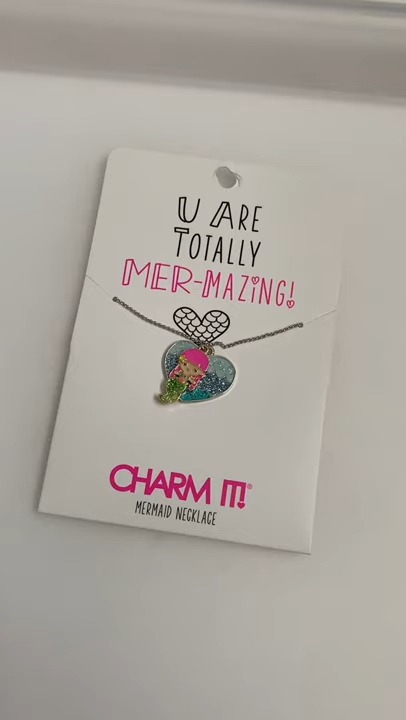 U ARE
TOTALLY
MER-MAZING!
CHARM IT!®
MERMAID NECKLACE